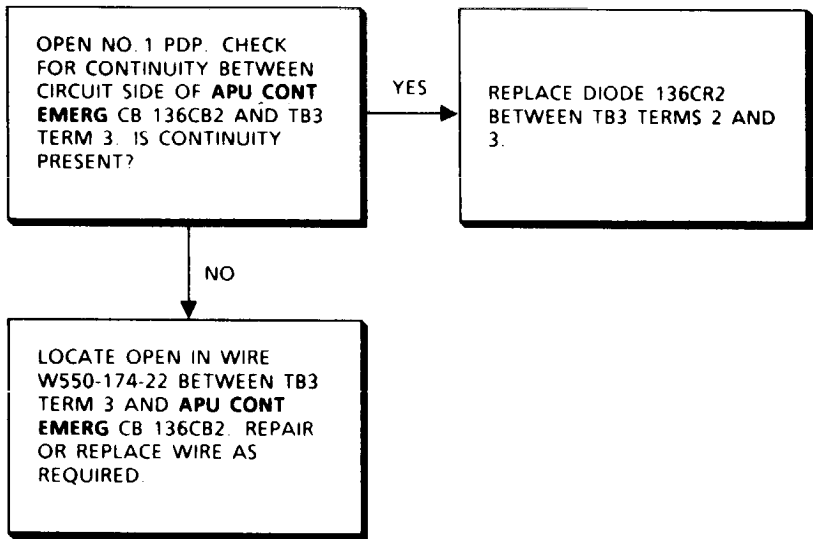 OPEN NO. 1 PDP. CHECK
FOR CONTINUITY BETWEEN
CIRCUIT SIDE OF APU CONT
EMERG CB 136CB2 AND TB3
TERM 3. IS CONTINUITY
PRESENT?
YES
REPLACE DIODE 136CR2
BETWEEN TB3 TERMS 2 AND
3.
NO
LOCATE OPEN IN WIRE
W550-174-22 BETWEEN TB3
TERM 3 AND APU CONT
EMERG CB 136CB2. REPAIR
OR REPLACE WIRE AS
REQUIRED.